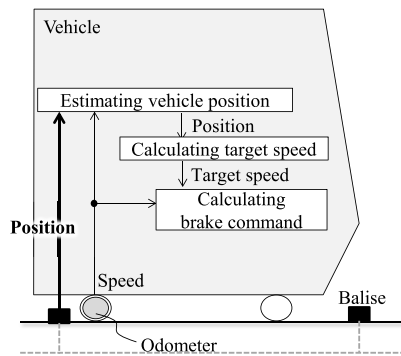 Vehicle
Estimating vehicle position
Position
Calculating target speed
Target speed
Calculating
brake command
Position
Speed
Balise
Odometer